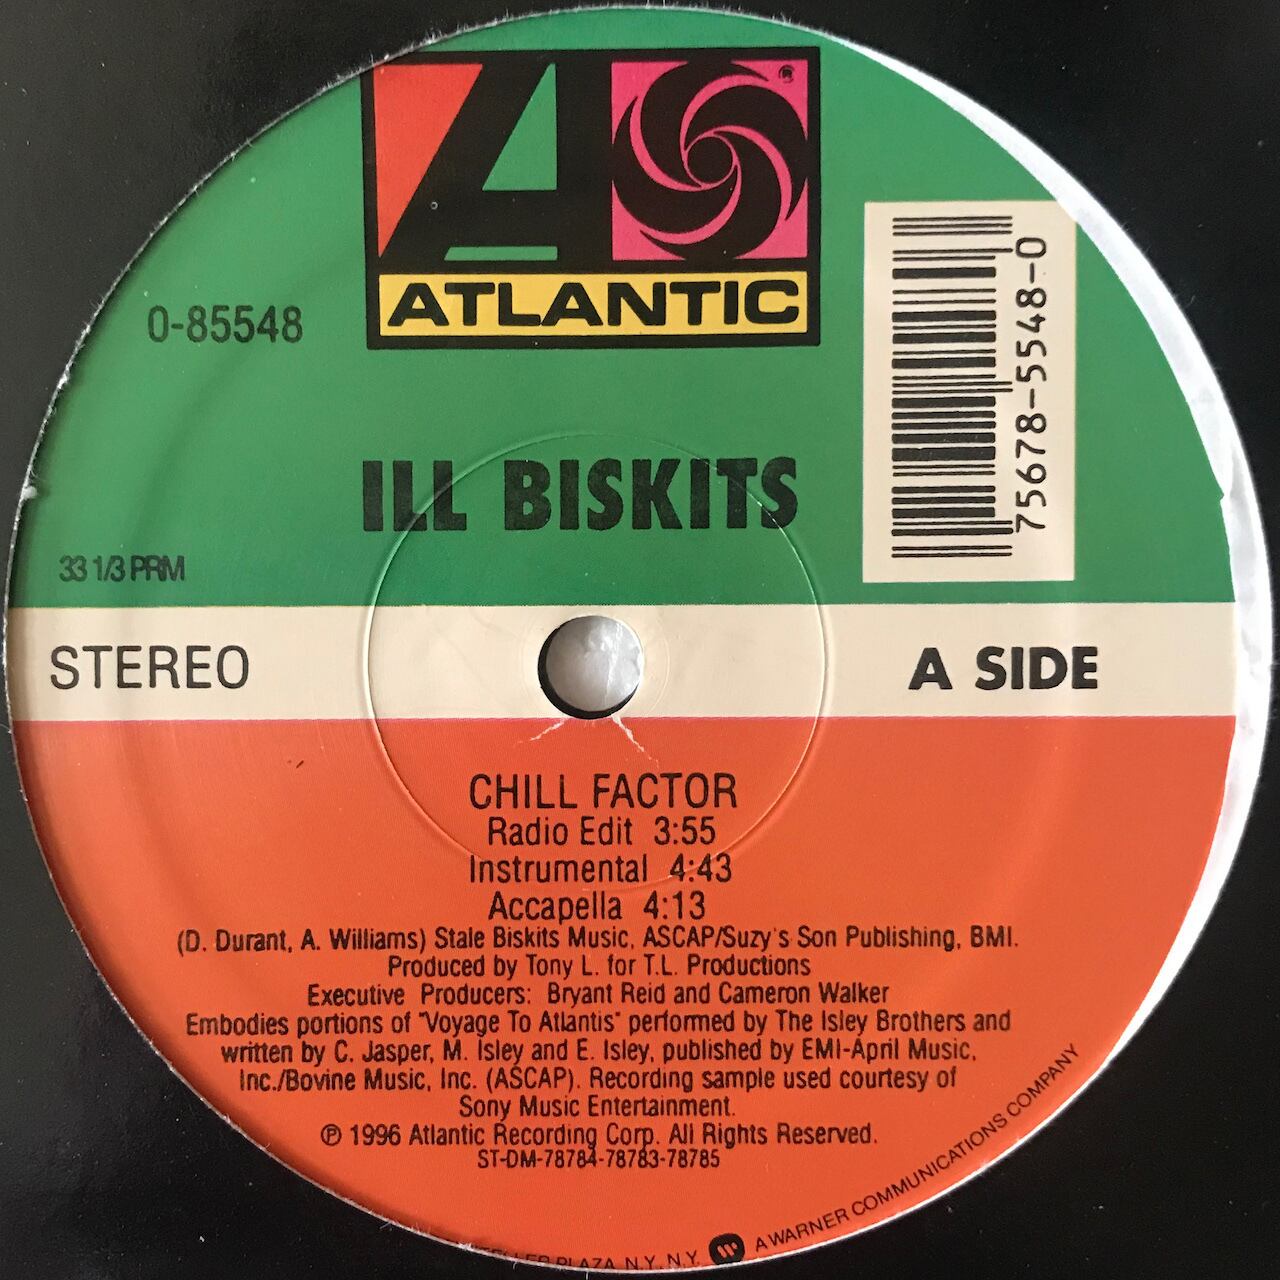 ATLANTIC
®
0-85548
75678-5548-0
ILL BISKITS
33 1/3 PRM
STEREO
A SIDE
CHILL FACTOR
Radio Edit 3:55
Instrumental 4:43
Accapella 4:13
(D. Durant, A. Williams) Stale Biskits Music, ASCAP/Suzy's Son Publishing, BMI.
Produced by Tony L. for T.L. Productions
Executive Producers: Bryant Reid and Cameron Walker
Embodies portions of "Voyage To Atlantis" performed by The Isley Brothers and
written by C. Jasper, M. Isley and E. Isley, published by EMI-April Music,
Inc./Bovine Music, Inc. (ASCAP). Recording sample used courtesy of
Sony Music Entertainment.
℗ 1996 Atlantic Recording Corp. All Rights Reserved.
ST-DM-78784-78783-78785
PLAZA, N.Y., N.Y. A WARNER COMMUNICATIONS COMPANY